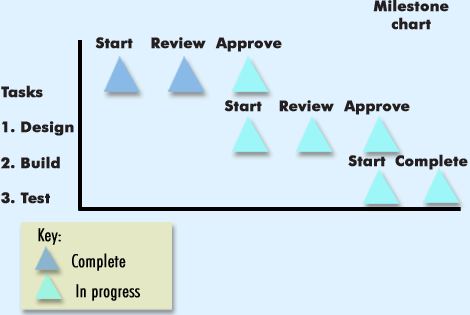 Milestone
chart
Start Review Approve
Tasks
Start Review Approve
1. Design
Start Complete
2. Build
3. Test
Key:
Complete
In progress